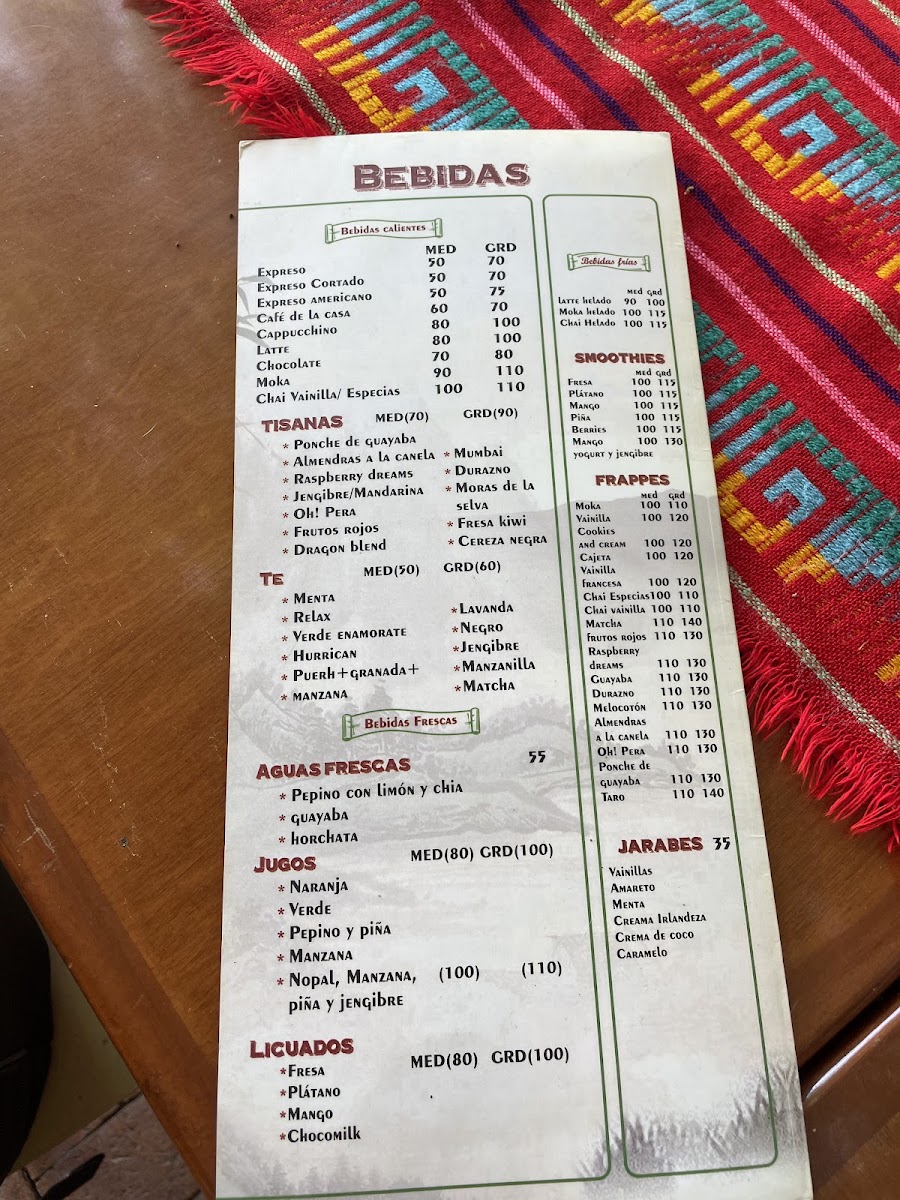 BEBIDAS
BEBIDAS CALIENTES
MED GRD
EXPRESO 50 70
EXPRESO CORTADO 50 70
EXPRESO AMERICANO 50 75
CAFÉ DE LA CASA 60 70
CAPPUCCHINO 80 100
LATTE 80 100
CHOCOLATE 70 80
MOKA 90 110
CHAI VAINILLA/ ESPECIAS 100 110
TISANAS MED(70) GRD(90)
* PONCHE DE GUAYABA
* ALMENDRAS A LA CANELA
* RASPBERRY DREAMS
* JENGIBRE/MANDARINA
* OH! PERA
* FRUTOS ROJOS
* DRAGON BLEND
* MUMBAI
* DURAZNO
* MORAS DE LA
SELVA
* FRESA KIWI
* CEREZA NEGRA
TE MED(50) GRD(60)
* MENTA
* RELAX
* VERDE ENAMORATE
* HURRICAN
* PUERH+GRANADA+
* MANZANA
*LAVANDA
*NEGRO
*JENGIBRE
*MANZANILLA
*MATCHA
BEBIDAS FRESCAS
AGUAS FRESCAS 55
* PEPINO CON LIMÓN Y CHIA
* GUAYABA
* HORCHATA
JUGOS MED(80) GRD(100)
* NARANJA
* VERDE
* PEPINO Y PIÑA
* MANZANA
* NOPAL, MANZANA, (100) (110)
PIÑA Y JENGIBRE
LICUADOS MED(80) GRD(100)
*FRESA
*PLÁTANO
*MANGO
*CHOCOMILK
Bebidas frías
MED GRD
LATTE HELADO 90 100
MOKA HELADO 100 115
CHAI HELADO 100 115
SMOOTHIES
MED GRD
FRESA 100 115
PLÁTANO 100 115
MANGO 100 115
PIÑA 100 115
BERRIES 100 115
MANGO 100 130
YOGURT Y JENGIBRE
FRAPPES
MED GRD
MOKA 100 110
VAINILLA 100 120
COOKIES
AND CREAM 100 120
CAJETA 100 120
VAINILLA
FRANCESA 100 120
CHAI ESPECIAS 100 110
CHAI VAINILLA 100 110
MATCHA 110 140
FRUTOS ROJOS 110 130
RASPBERRY
DREAMS 110 130
GUAYABA 110 130
DURAZNO 110 130
MELOCOTÓN 110 130
ALMENDRAS
A LA CANELA 110 130
OH! PERA 110 130
PONCHE DE
GUAYABA 110 130
TARO 110 140
JARABES 35
VAINILLAS
AMARETO
MENTA
CREAMA IRLANDEZA
CREMA DE COCO
CARAMELO